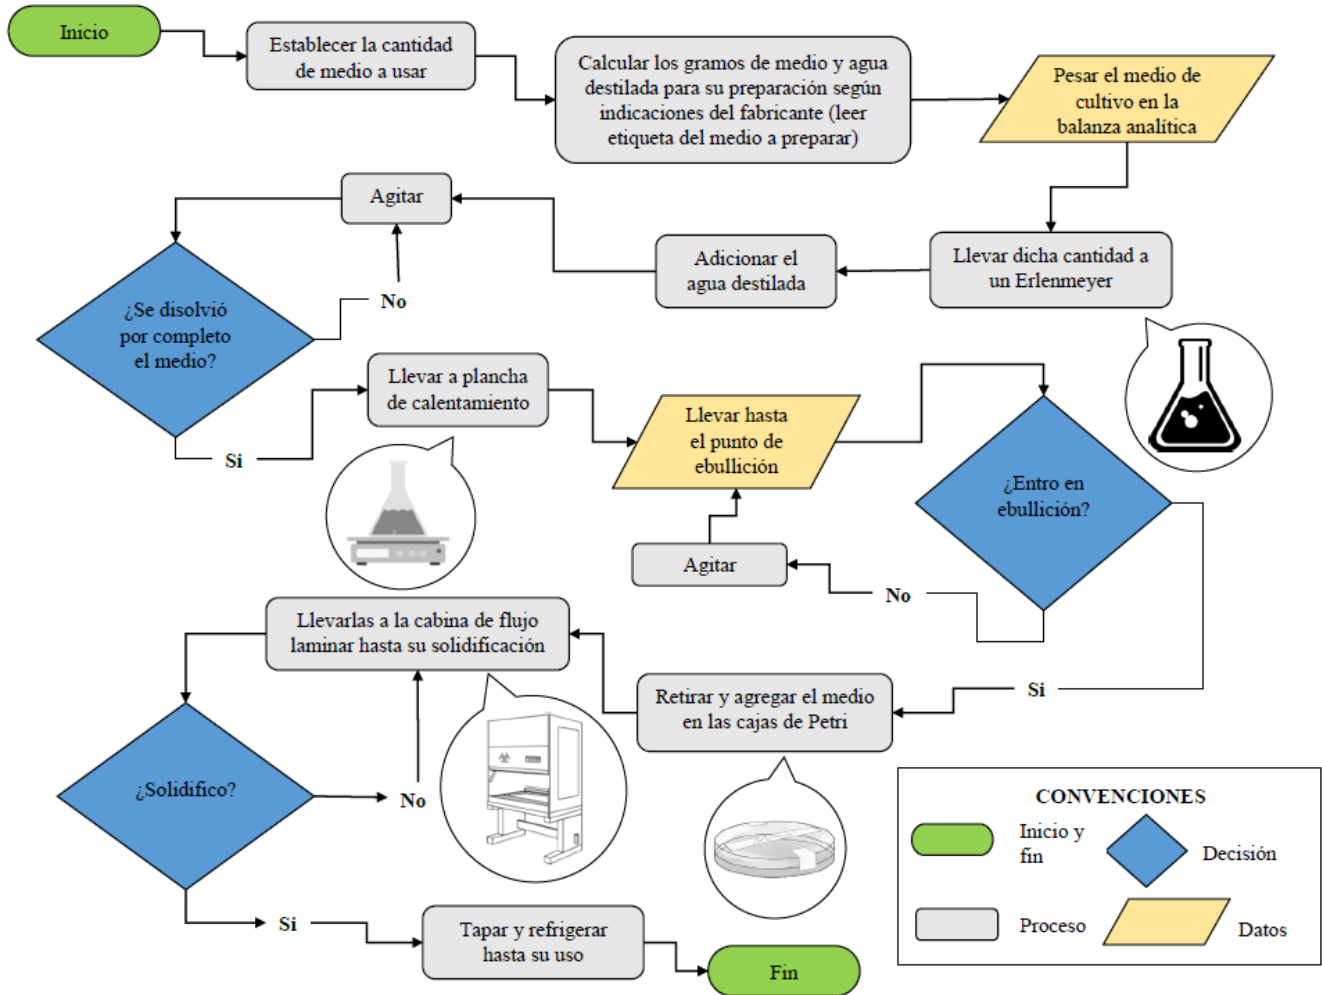 Inicio
Establecer la cantidad
de medio a usar
Calcular los gramos de medio y agua
destilada para su preparación según
indicaciones del fabricante (leer
etiqueta del medio a preparar)
Pesar el medio de
cultivo en la
balanza analítica
Llevar dicha cantidad a
un Erlenmeyer
Adicionar el
agua destilada
Agitar
¿Se disolvió
por completo
el medio?
No
Si
Llevar a plancha
de calentamiento
Llevar hasta
el punto de
ebullición
¿Entro en
ebullición?
No
Agitar
Si
Retirar y agregar el medio
en las cajas de Petri
Llevarlas a la cabina de flujo
laminar hasta su solidificación
¿Solidifico?
No
Si
Tapar y refrigerar
hasta su uso
Fin
CONVENCIONES
Inicio y
fin
Decisión
Proceso
Datos